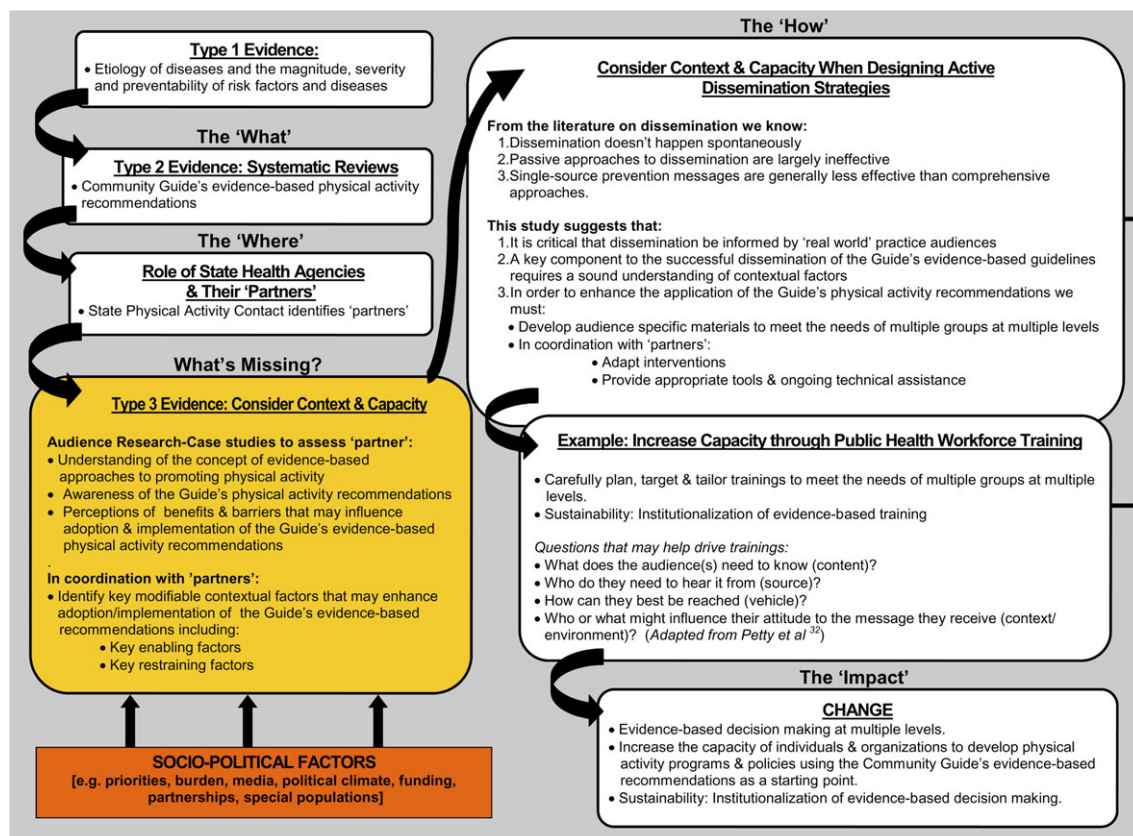 Type 1 Evidence:
• Etiology of diseases and the magnitude, severity
and preventability of risk factors and diseases
The ‘What’
Type 2 Evidence: Systematic Reviews
• Community Guide’s evidence-based physical activity
recommendations
The ‘Where’
Role of State Health Agencies
& Their ‘Partners’
• State Physical Activity Contact identifies ‘partners’
What’s Missing?
Type 3 Evidence: Consider Context & Capacity
Audience Research-Case studies to assess ‘partner’:
• Understanding of the concept of evidence-based
approaches to promoting physical activity
• Awareness of the Guide’s physical activity recommendations
• Perceptions of benefits & barriers that may influence
adoption & implementation of the Guide’s evidence-based
physical activity recommendations
.
In coordination with ’partners’:
• Identify key modifiable contextual factors that may enhance
adoption/implementation of the Guide’s evidence-based
recommendations including:
• Key enabling factors
• Key restraining factors
SOCIO-POLITICAL FACTORS
[e.g. priorities, burden, media, political climate, funding,
partnerships, special populations]
The ‘How’
Consider Context & Capacity When Designing Active
Dissemination Strategies
From the literature on dissemination we know:
1.Dissemination doesn’t happen spontaneously
2.Passive approaches to dissemination are largely ineffective
3.Single-source prevention messages are generally less effective than comprehensive
approaches.
This study suggests that:
1.It is critical that dissemination be informed by ‘real world’ practice audiences
2.A key component to the successful dissemination of the Guide’s evidence-based guidelines
requires a sound understanding of contextual factors
3.In order to enhance the application of the Guide’s physical activity recommendations we
must:
• Develop audience specific materials to meet the needs of multiple groups at multiple levels
• In coordination with ‘partners’:
• Adapt interventions
• Provide appropriate tools & ongoing technical assistance
Example: Increase Capacity through Public Health Workforce Training
• Carefully plan, target & tailor trainings to meet the needs of multiple groups at multiple
levels.
• Sustainability: Institutionalization of evidence-based training
Questions that may help drive trainings:
• What does the audience(s) need to know (content)?
• Who do they need to hear it from (source)?
• How can they best be reached (vehicle)?
• Who or what might influence their attitude to the message they receive (context/
environment)? (Adapted from Petty et al 32)
The ‘Impact’
CHANGE
• Evidence-based decision making at multiple levels.
• Increase the capacity of individuals & organizations to develop physical
activity programs & policies using the Community Guide’s evidence-based
recommendations as a starting point.
• Sustainability: Institutionalization of evidence-based decision making.